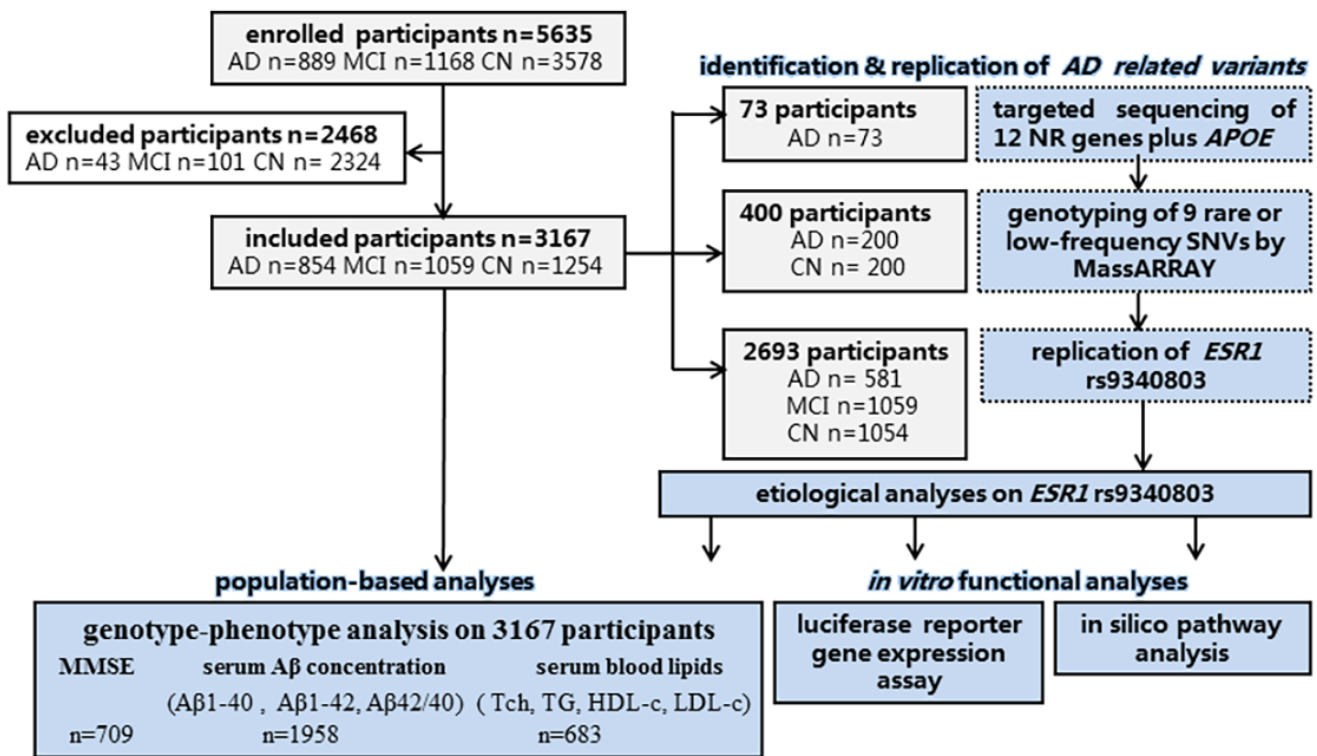 enrolled participants n=5635
AD n=889 MCI n=1168 CN n=3578
excluded participants n=2468
AD n=43 MCI n=101 CN n= 2324
included participants n=3167
AD n=854 MCI n=1059 CN n=1254
identification & replication of AD related variants
73 participants
AD n=73
targeted sequencing of
12 NR genes plus APOE
400 participants
AD n=200
CN n= 200
genotyping of 9 rare or
low-frequency SNVs by
MassARRAY
2693 participants
AD n= 581
MCI n=1059
CN n=1054
replication of ESR1
rs9340803
etiological analyses on ESR1 rs9340803
population-based analyses
genotype-phenotype analysis on 3167 participants
MMSE serum Aβ concentration serum blood lipids
(Aβ1-40 , Aβ1-42, Aβ42/40) ( Tch, TG, HDL-c, LDL-c)
n=709 n=1958 n=683
in vitro functional analyses
luciferase reporter
gene expression
assay
in silico pathway
analysis